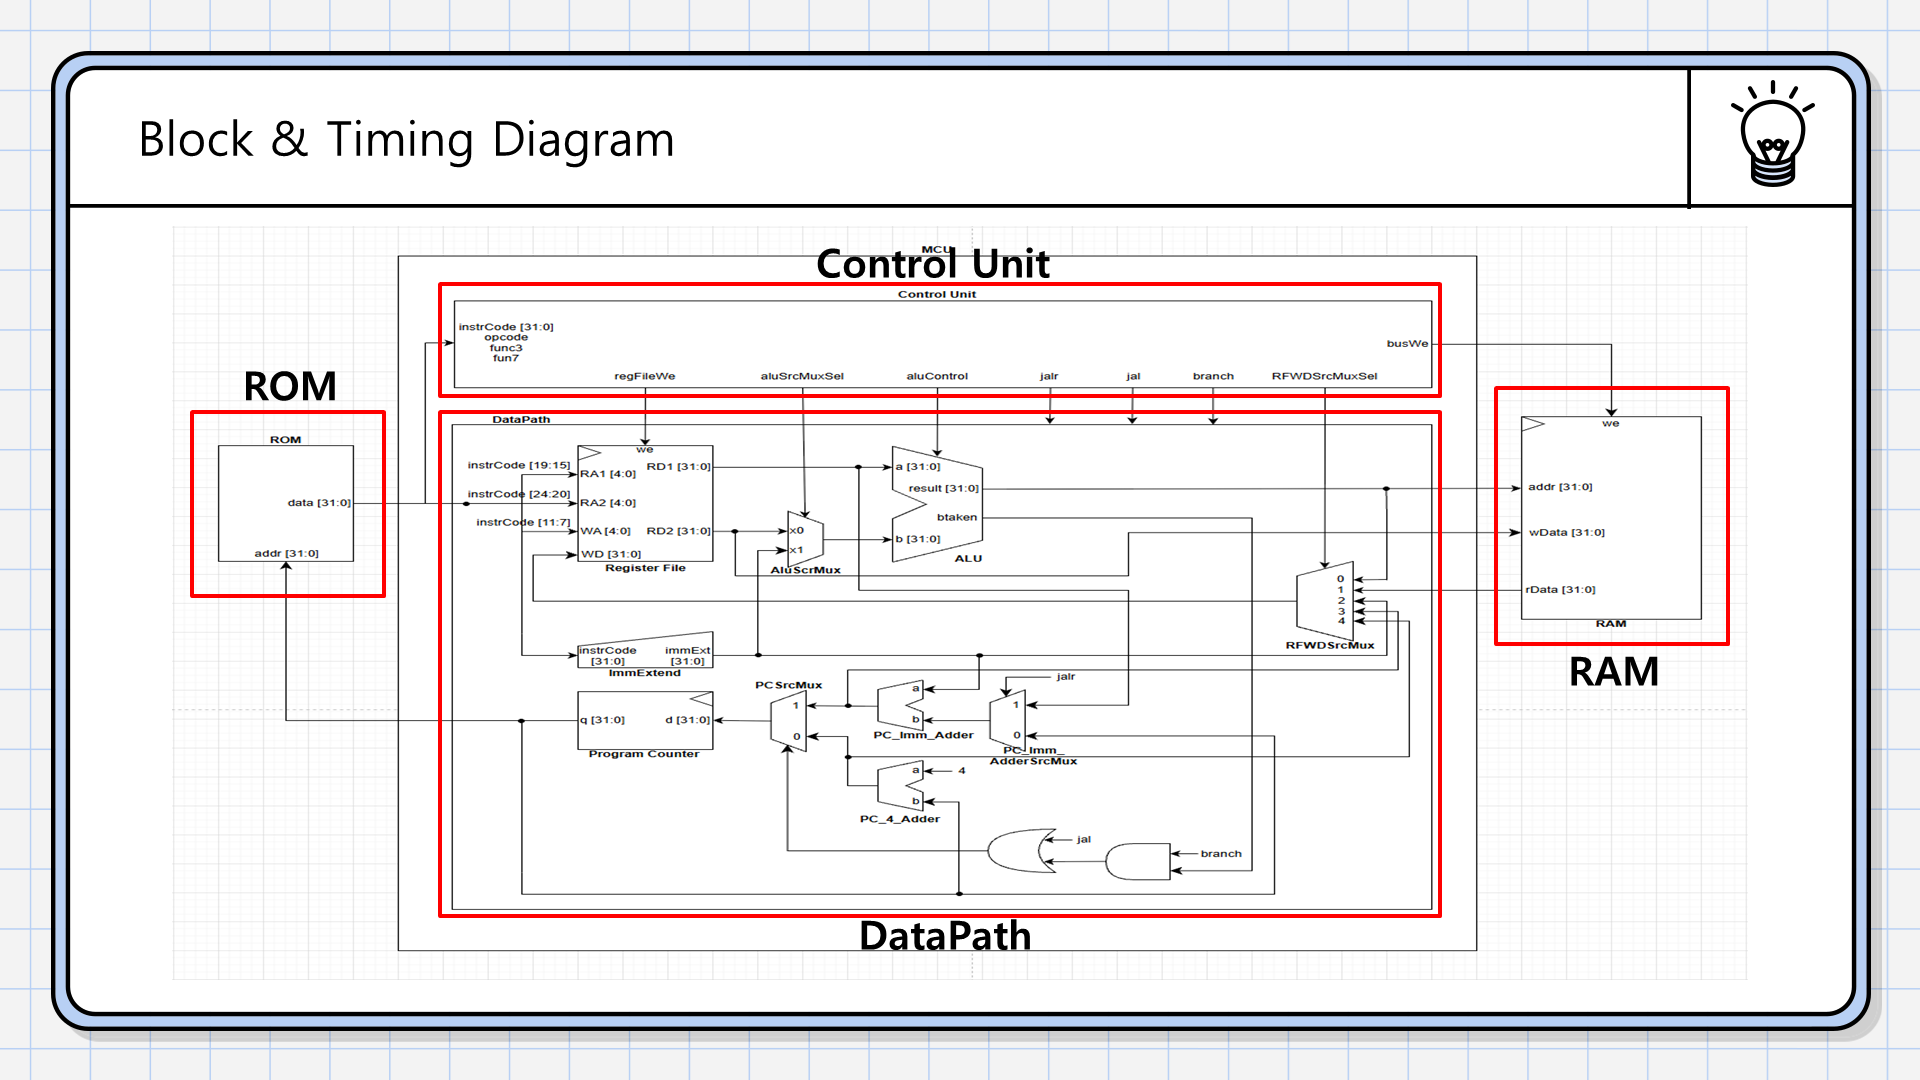 Block & Timing Diagram
MCU
Control Unit
Control Unit
instrCode [31:0]
opcode
func3
fun7
busWe
regFileWe
aluSrcMuxSel
aluControl
jalr
jal
branch
RFWDSrcMuxSel
ROM
ROM
data [31:0]
addr [31:0]
DataPath
instrCode [19:15]
instrCode [24:20]
instrCode [11:7]
we
RA1 [4:0]
RD1 [31:0]
RA2 [4:0]
WA [4:0]
RD2 [31:0]
WD [31:0]
Register File
x0
x1
AluScrMux
a [31:0]
result [31:0]
btaken
b [31:0]
ALU
0
1
2
3
4
RFWDSrcMux
we
addr [31:0]
wData [31:0]
rData [31:0]
RAM
RAM
instrCode
[31:0]
immExt
[31:0]
ImmExtend
PCSrcMux
1
0
q [31:0]
d [31:0]
Program Counter
a
b
PC_Imm_Adder
jalr
1
0
PC_Imm_
AdderSrcMux
a
4
b
PC_4_Adder
jal
branch
DataPath